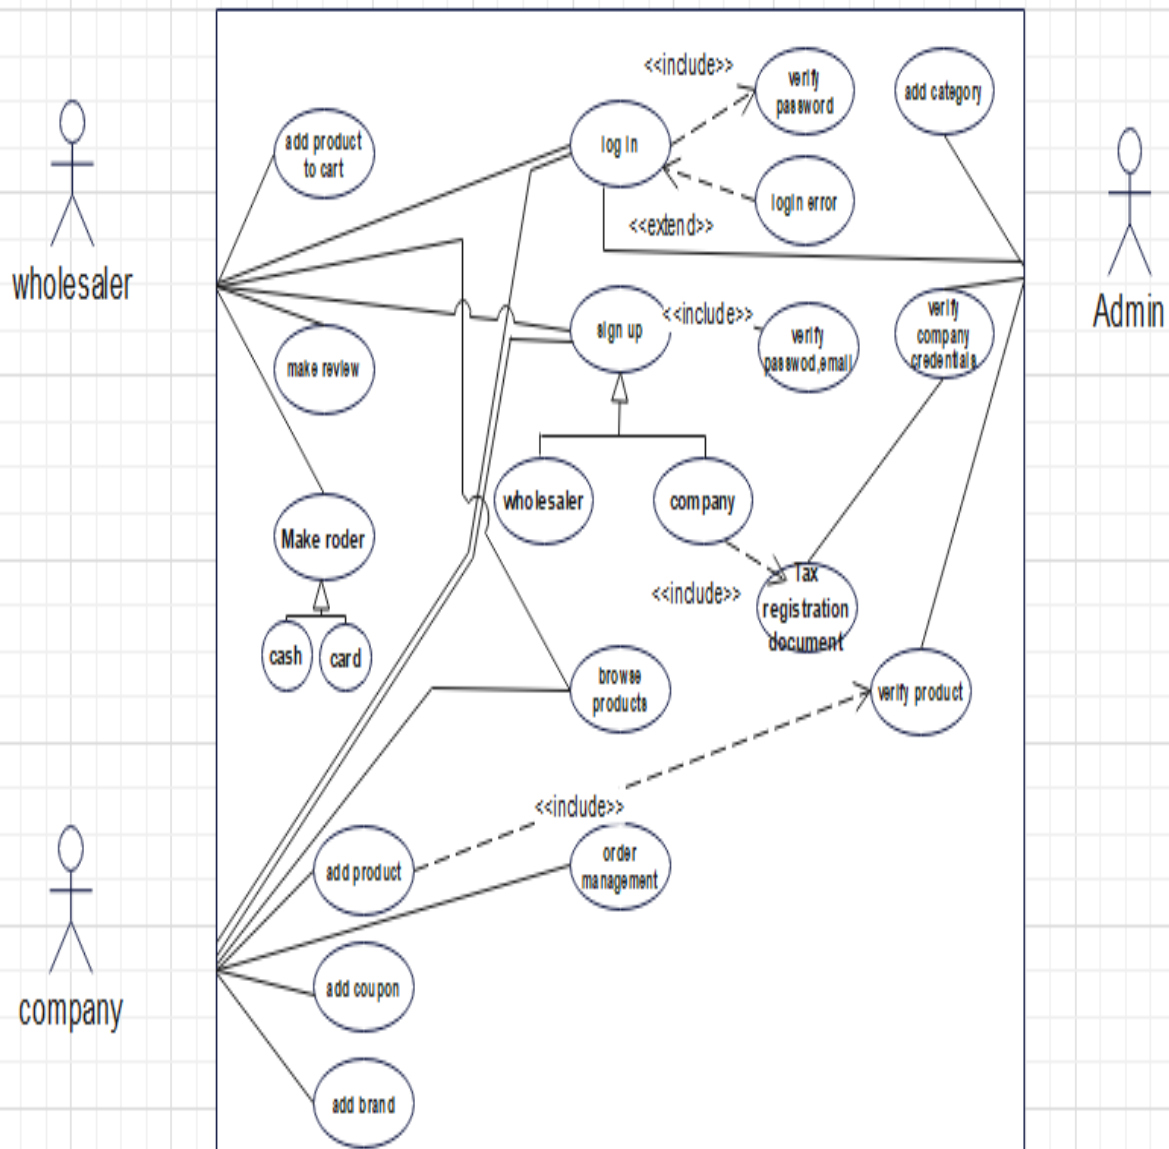 <<include>>
verify
password
add category
add product
to cart
log in
login error
<<extend>>
wholesaler
Admin
<<include>>
sign up
verify
passwod,email
verify
company
credentials
make review
wholesaler
company
Make roder
<<include>>
Tax
registration
document
cash
card
browse
products
verify product
<<include>>
add product
order
management
add coupon
company
add brand